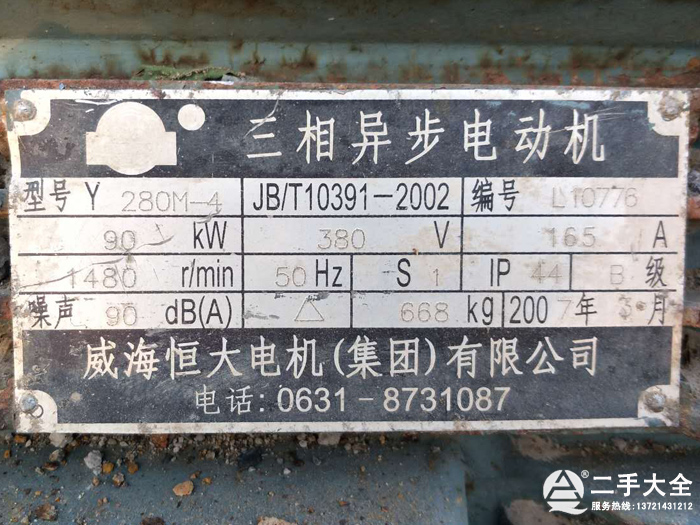 三相异步电动机
型号 Y 280M-4 JB/T10391-2002 编号 L10776
90 kW 380 V 165 A
1480 r/min 50 Hz S 1 IP 44 B 级
噪声 90 dB(A) △ 668 kg 2007年 3月
威海恒大电机(集团)有限公司
电话:0631-8731087
二手大全
服务热线:13721431212